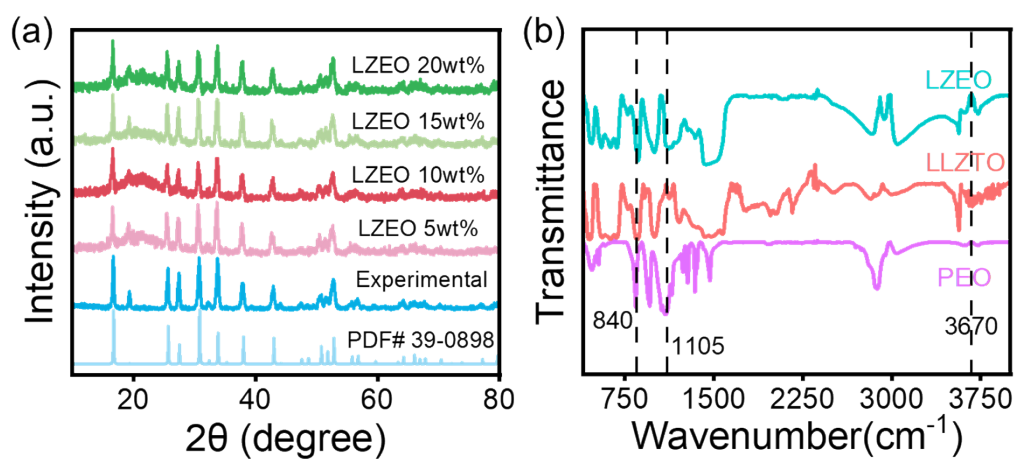 (a)
Intensity (a.u.)
LZEO 20wt%
LZEO 15wt%
LZEO 10wt%
LZEO 5wt%
Experimental
PDF# 39-0898
20 40 60 80
2θ (degree)
(b)
Transmittance
LZEO
LLZTO
PEO
840
1105
3670
750 1500 2250 3000 3750
Wavenumber(cm⁻¹)